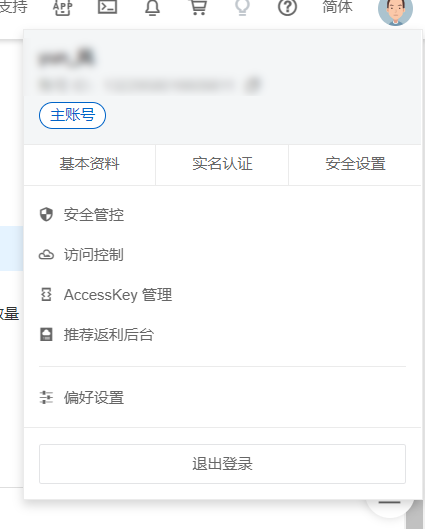 支持 APP 简体
主账号
基本资料 实名认证 安全设置
安全管控
访问控制
AccessKey 管理
推荐返利后台
数量
偏好设置
退出登录